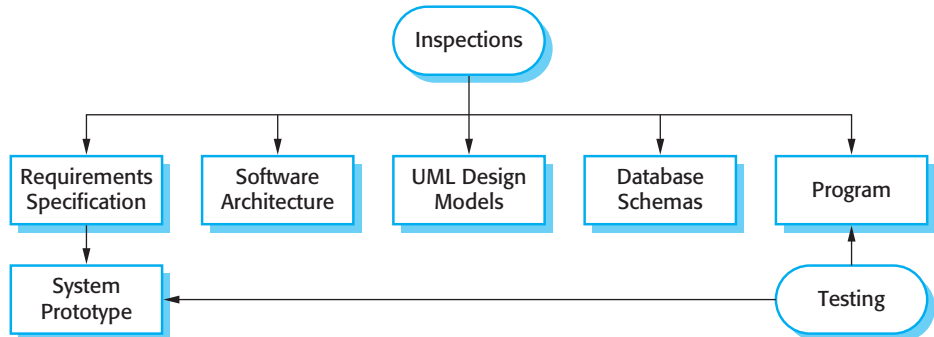 Inspections
Requirements
Specification
Software
Architecture
UML Design
Models
Database
Schemas
Program
System
Prototype
Testing